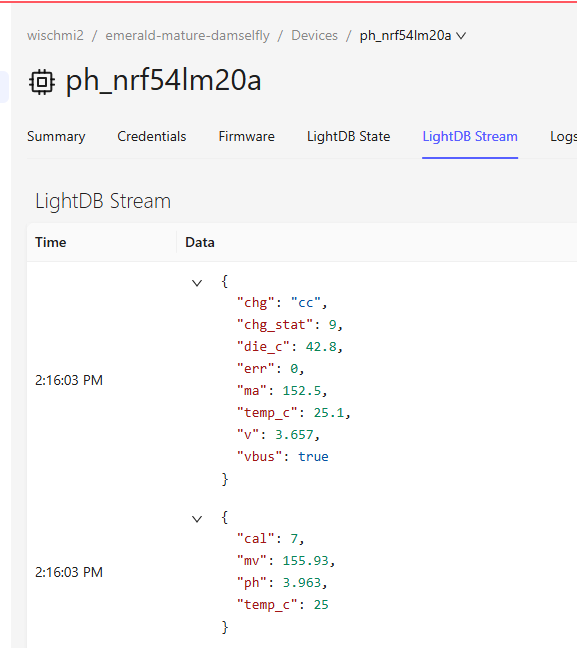 wischmi2 / emerald-mature-damselfly / Devices / ph_nrf54lm20a
ph_nrf54lm20a
Summary Credentials Firmware LightDB State LightDB Stream Logs
LightDB Stream
Time Data
{
"chg": "cc",
"chg_stat": 9,
"die_c": 42.8,
"err": 0,
2:16:03 PM
"ma": 152.5,
"temp_c": 25.1,
"v": 3.657,
"vbus": true
}
{
"cal": 7,
"mv": 155.93,
2:16:03 PM
"ph": 3.963,
"temp_c": 25
}